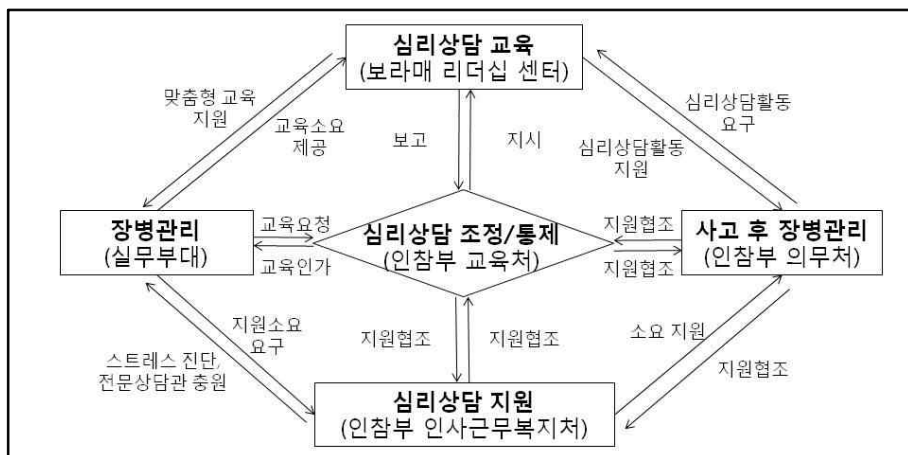 심리상담 교육
(보라매 리더십 센터)
맞춤형 교육
지원
교육소요
제공
보고
지시
심리상담활동
지원
심리상담활동
요구
장병관리
(실무부대)
교육요청
교육인가
심리상담 조정/통제
(인참부 교육처)
지원협조
지원협조
사고 후 장병관리
(인참부 의무처)
스트레스 진단,
전문상담관 충원
지원소요
요구
지원협조
지원협조
소요 지원
지원협조
심리상담 지원
(인참부 인사근무복지처)